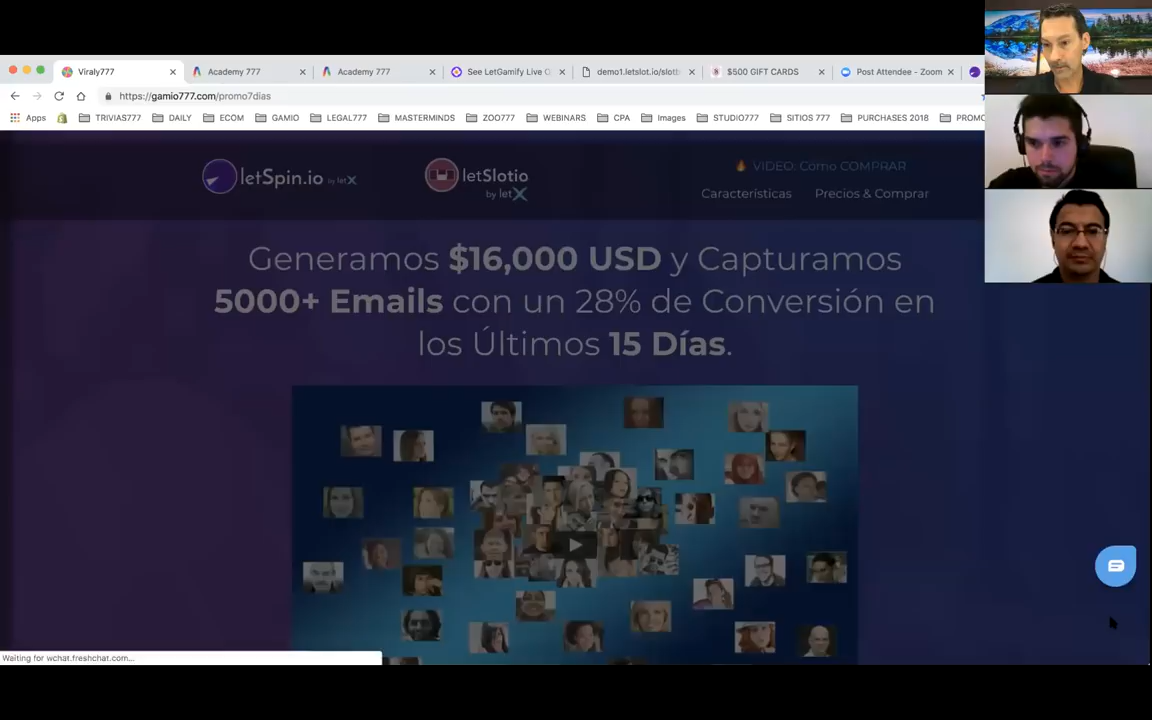 Viraly777
Academy 777
Academy 777
See LetGamify Live
demo1.letslot.io/slott
$500 GIFT CARDS
Post Attendee - Zoom
https://gamio777.com/promo7dias
Apps
TRIVIAS777
DAILY
ECOM
GAMIO
LEGAL777
MASTERMINDS
ZOO777
WEBINARS
CPA
Images
STUDIO777
SITIOS 777
PURCHASES 2018
PROMO
letSpin.io by letX
letSlotio
by letX
VIDEO: Cómo COMPRAR
Características
Precios & Comprar
Generamos $16,000 USD y Capturamos
5000+ Emails con un 28% de Conversión en
los Últimos 15 Días.
Waiting for wchat.freshchat.com...